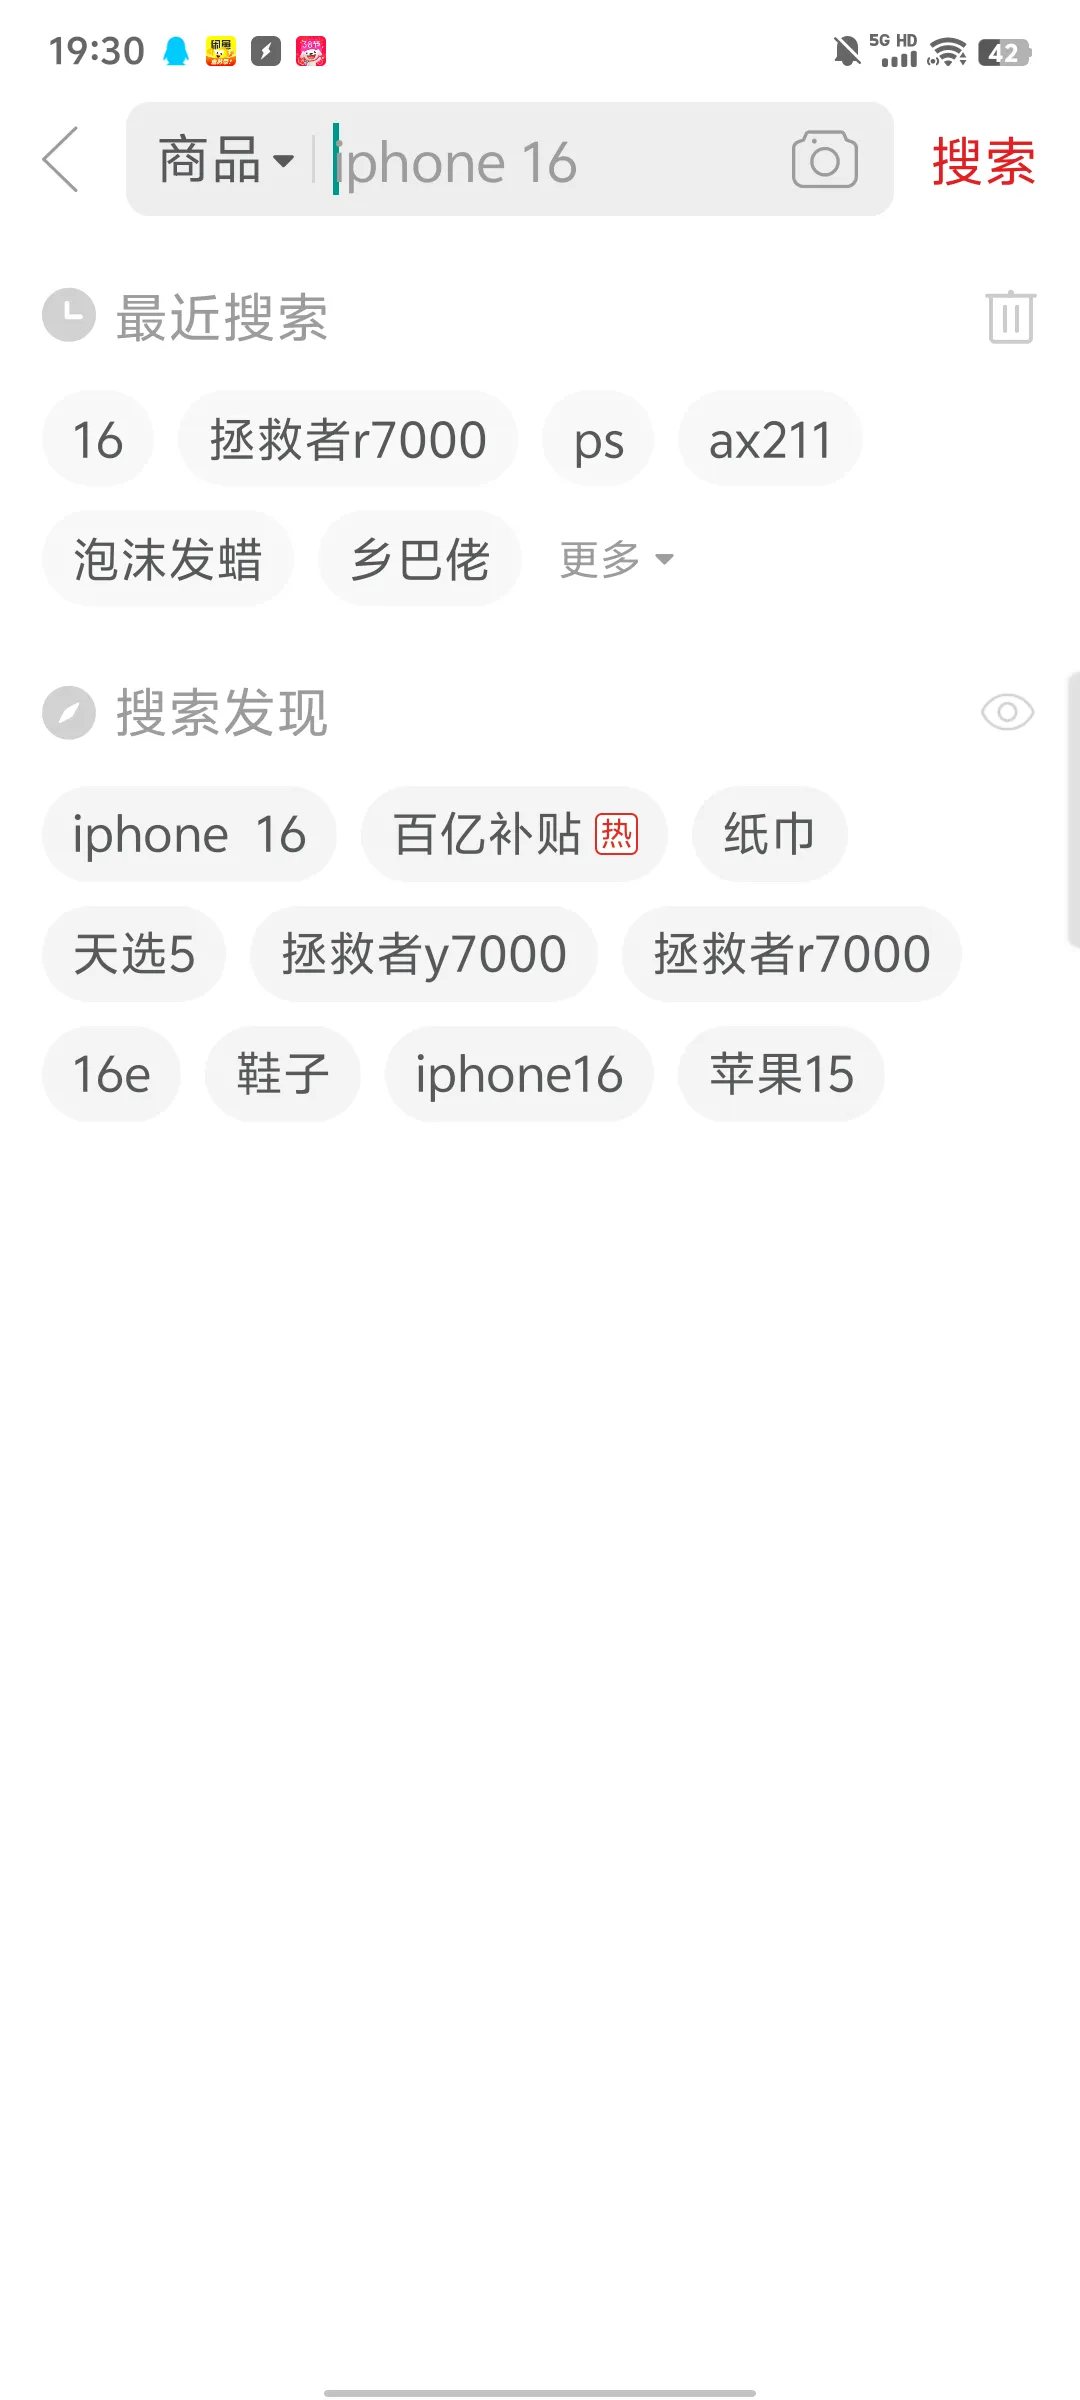 19:30 5G HD 42
商品 iphone 16 搜索
最近搜索
16 拯救者r7000 ps ax211
泡沫发蜡 乡巴佬 更多
搜索发现
iphone 16 百亿补贴 热 纸巾
天选5 拯救者y7000 拯救者r7000
16e 鞋子 iphone16 苹果15